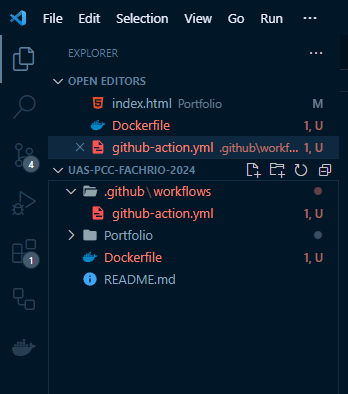 File Edit Selection View Go Run ···
EXPLORER ···
OPEN EDITORS
index.html Portfolio M
Dockerfile 1, U
github-action.yml .github\workf... 1, U
UAS-PCC-FACHRIO-2024
.github\workflows
github-action.yml 1, U
Portfolio
Dockerfile 1, U
README.md
4
1